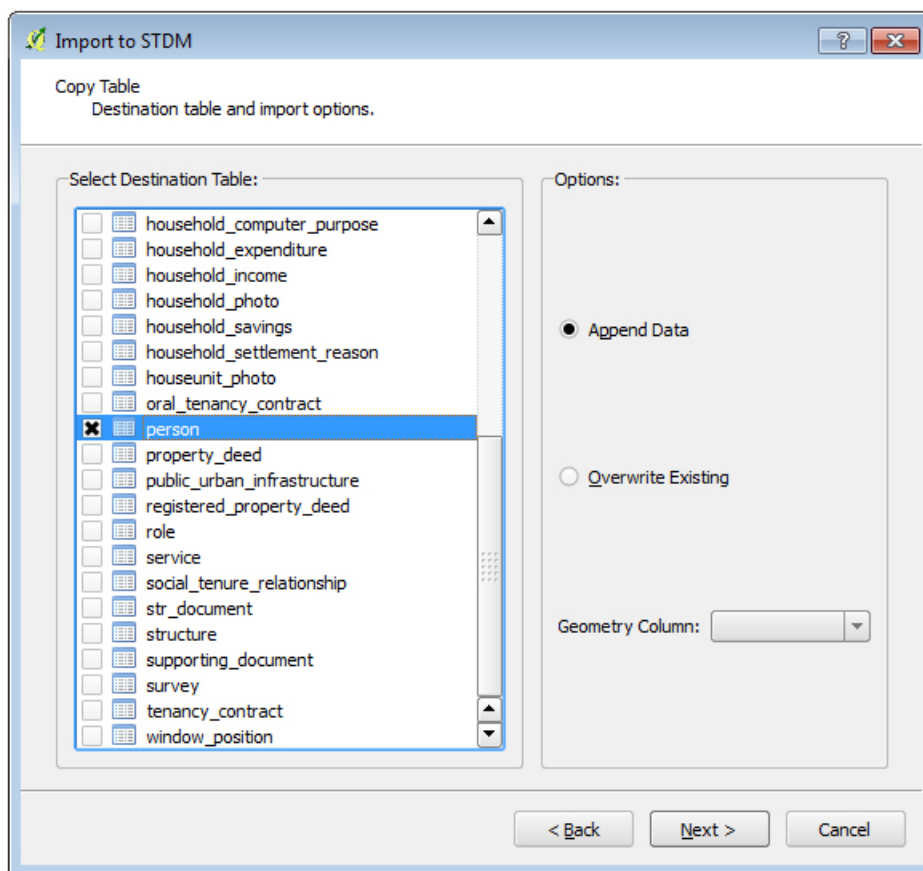 Import to STDM
Copy Table
Destination table and import options.
Select Destination Table:
household_computer_purpose
household_expenditure
household_income
household_photo
household_savings
household_settlement_reason
houseunit_photo
oral_tenancy_contract
person
property_deed
public_urban_infrastructure
registered_property_deed
role
service
social_tenure_relationship
str_document
structure
supporting_document
survey
tenancy_contract
window_position
Options:
Append Data
Overwrite Existing
Geometry Column:
< Back
Next >
Cancel